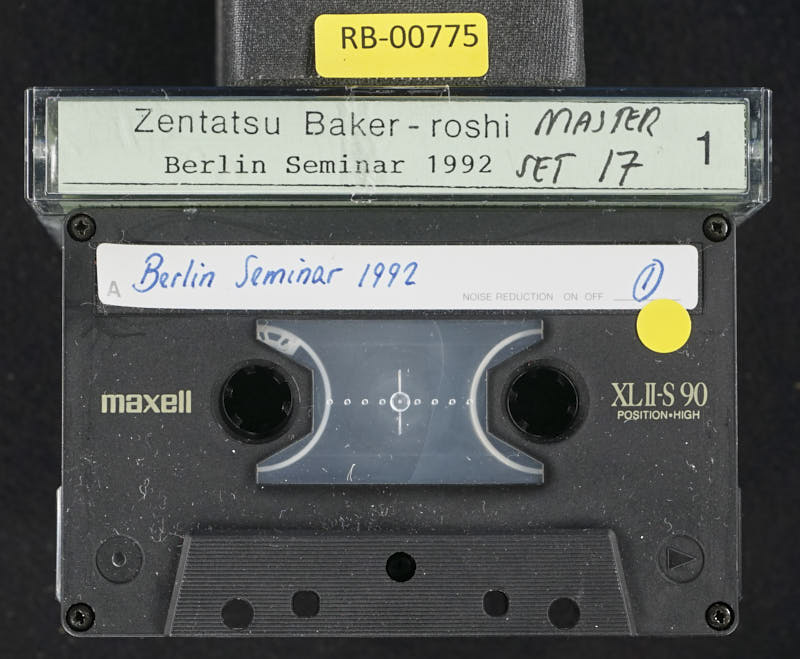 RB-00775
Zentatsu Baker-roshi MASTER
Berlin Seminar 1992 SET 17 1
A Berlin Seminar 1992 1
NOISE REDUCTION ON OFF
maxell
XLII-S 90
POSITION•HIGH